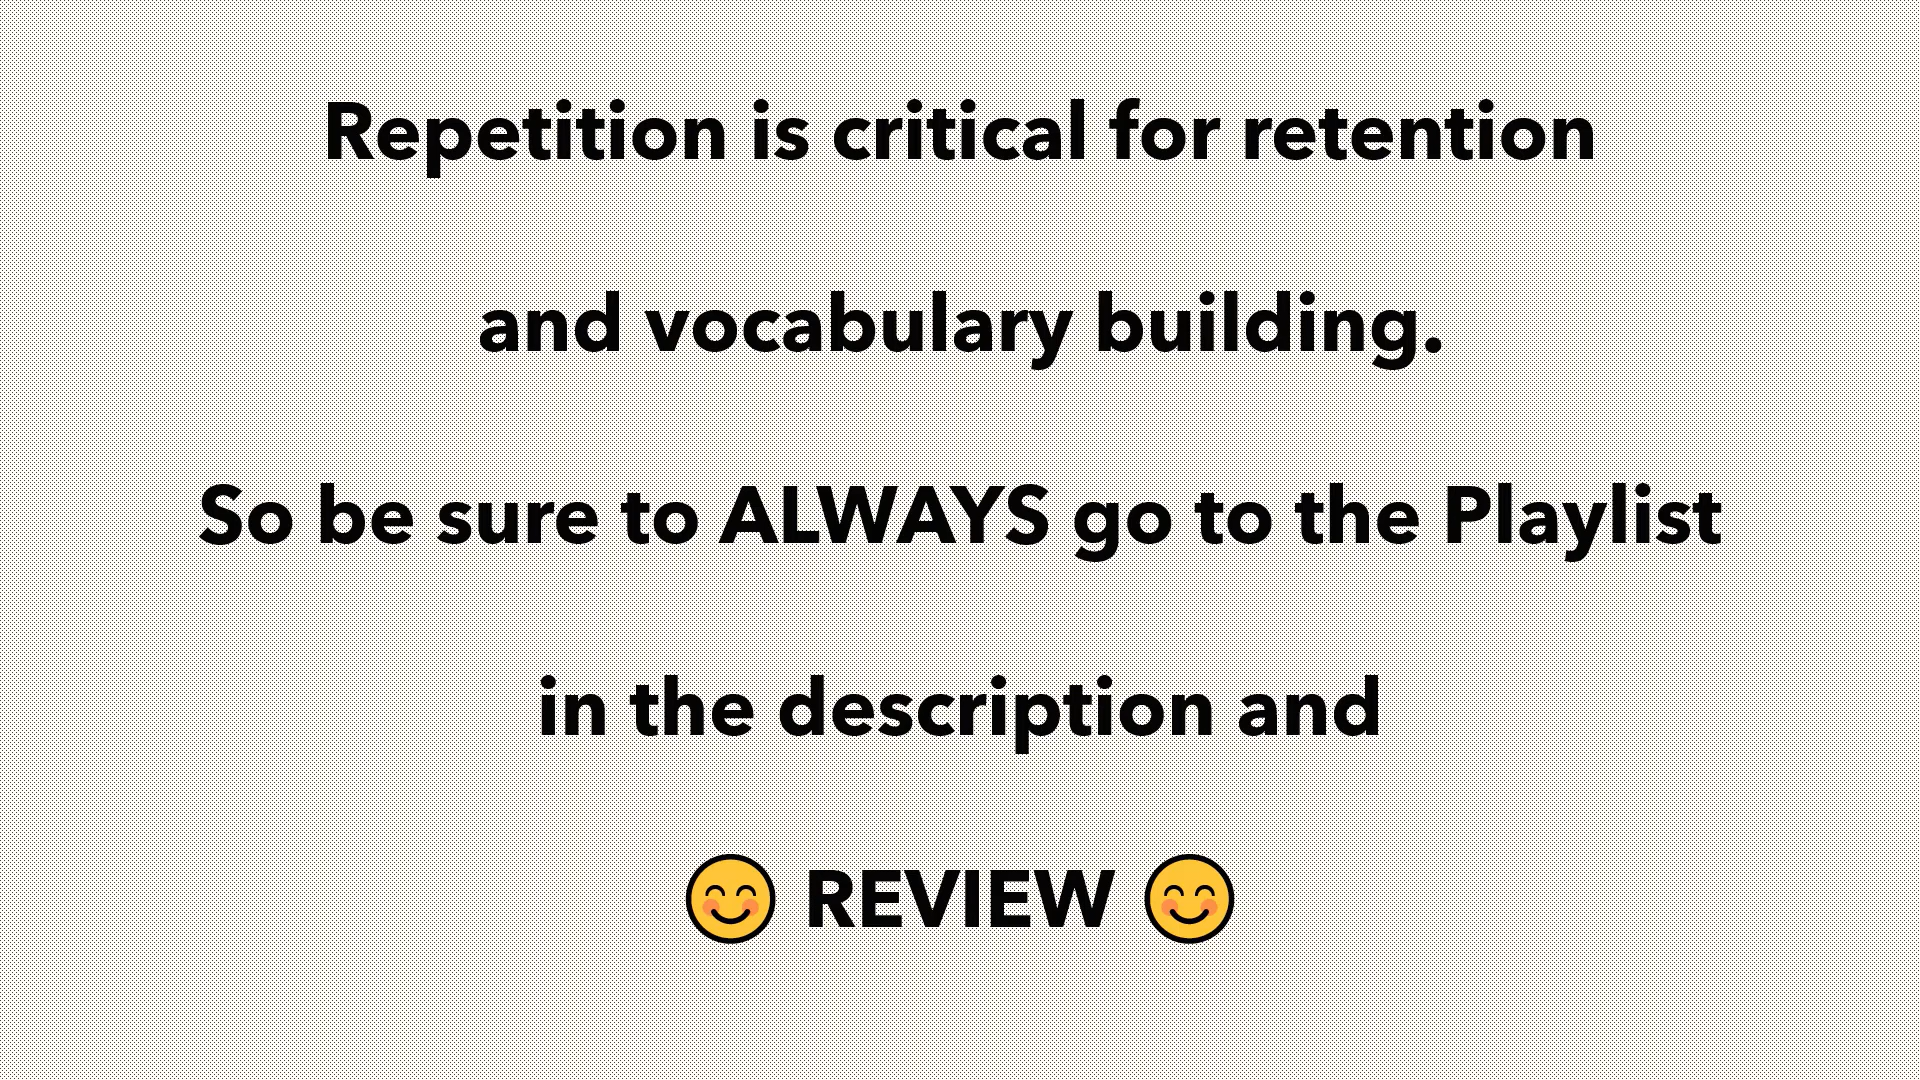 Repetition is critical for retention
and vocabulary building.
So be sure to ALWAYS go to the Playlist
in the description and
😊 REVIEW 😊